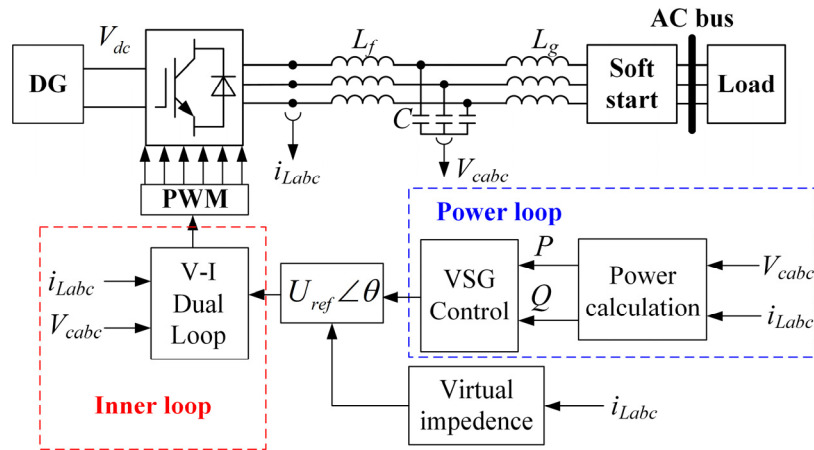 AC bus
V_dc
L_f
L_g
DG
Soft
start
Load
C
i_Labc
V_cabc
PWM
Power loop
V-I
Dual
Loop
i_Labc
V_cabc
U_ref∠θ
VSG
Control
P
Q
Power
calculation
V_cabc
i_Labc
Inner loop
Virtual
impedence
i_Labc